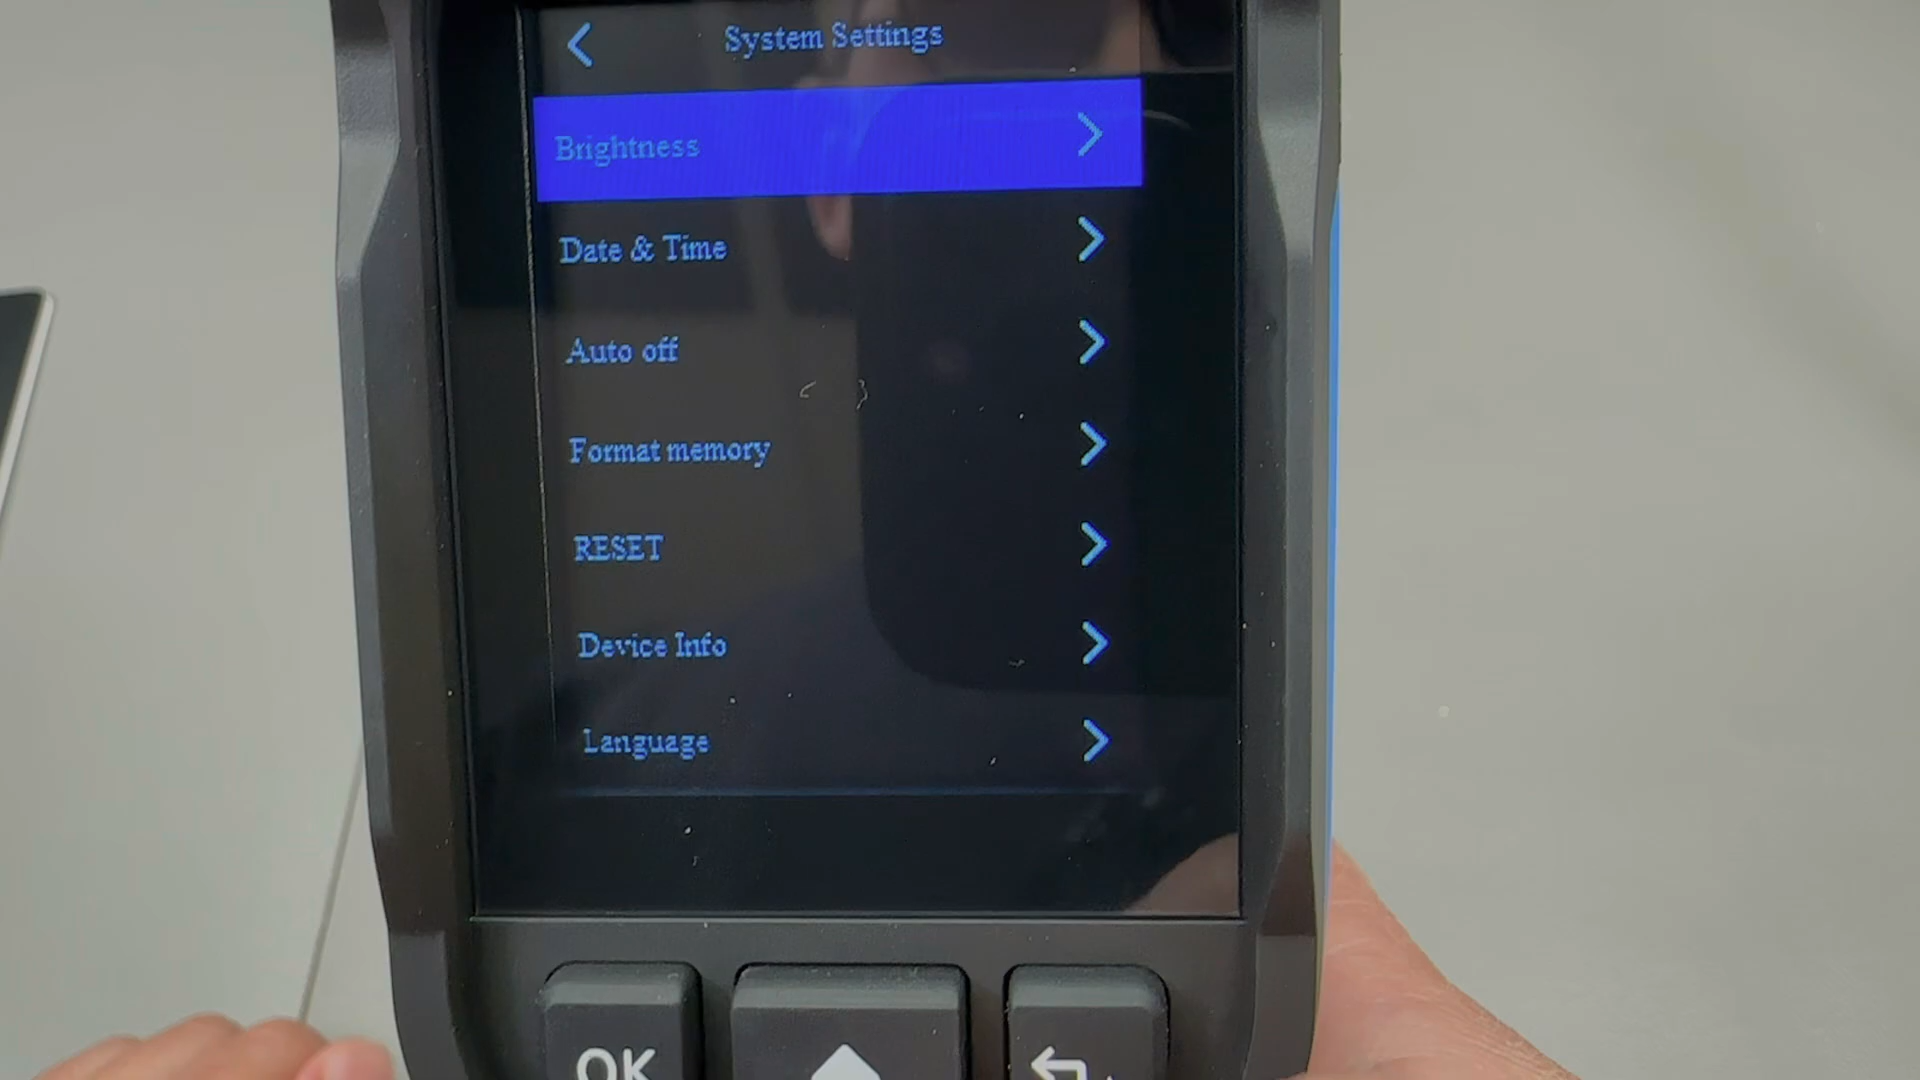 System Settings
Brightness
Date & Time
Auto off
Format memory
RESET
Device Info
Language
OK